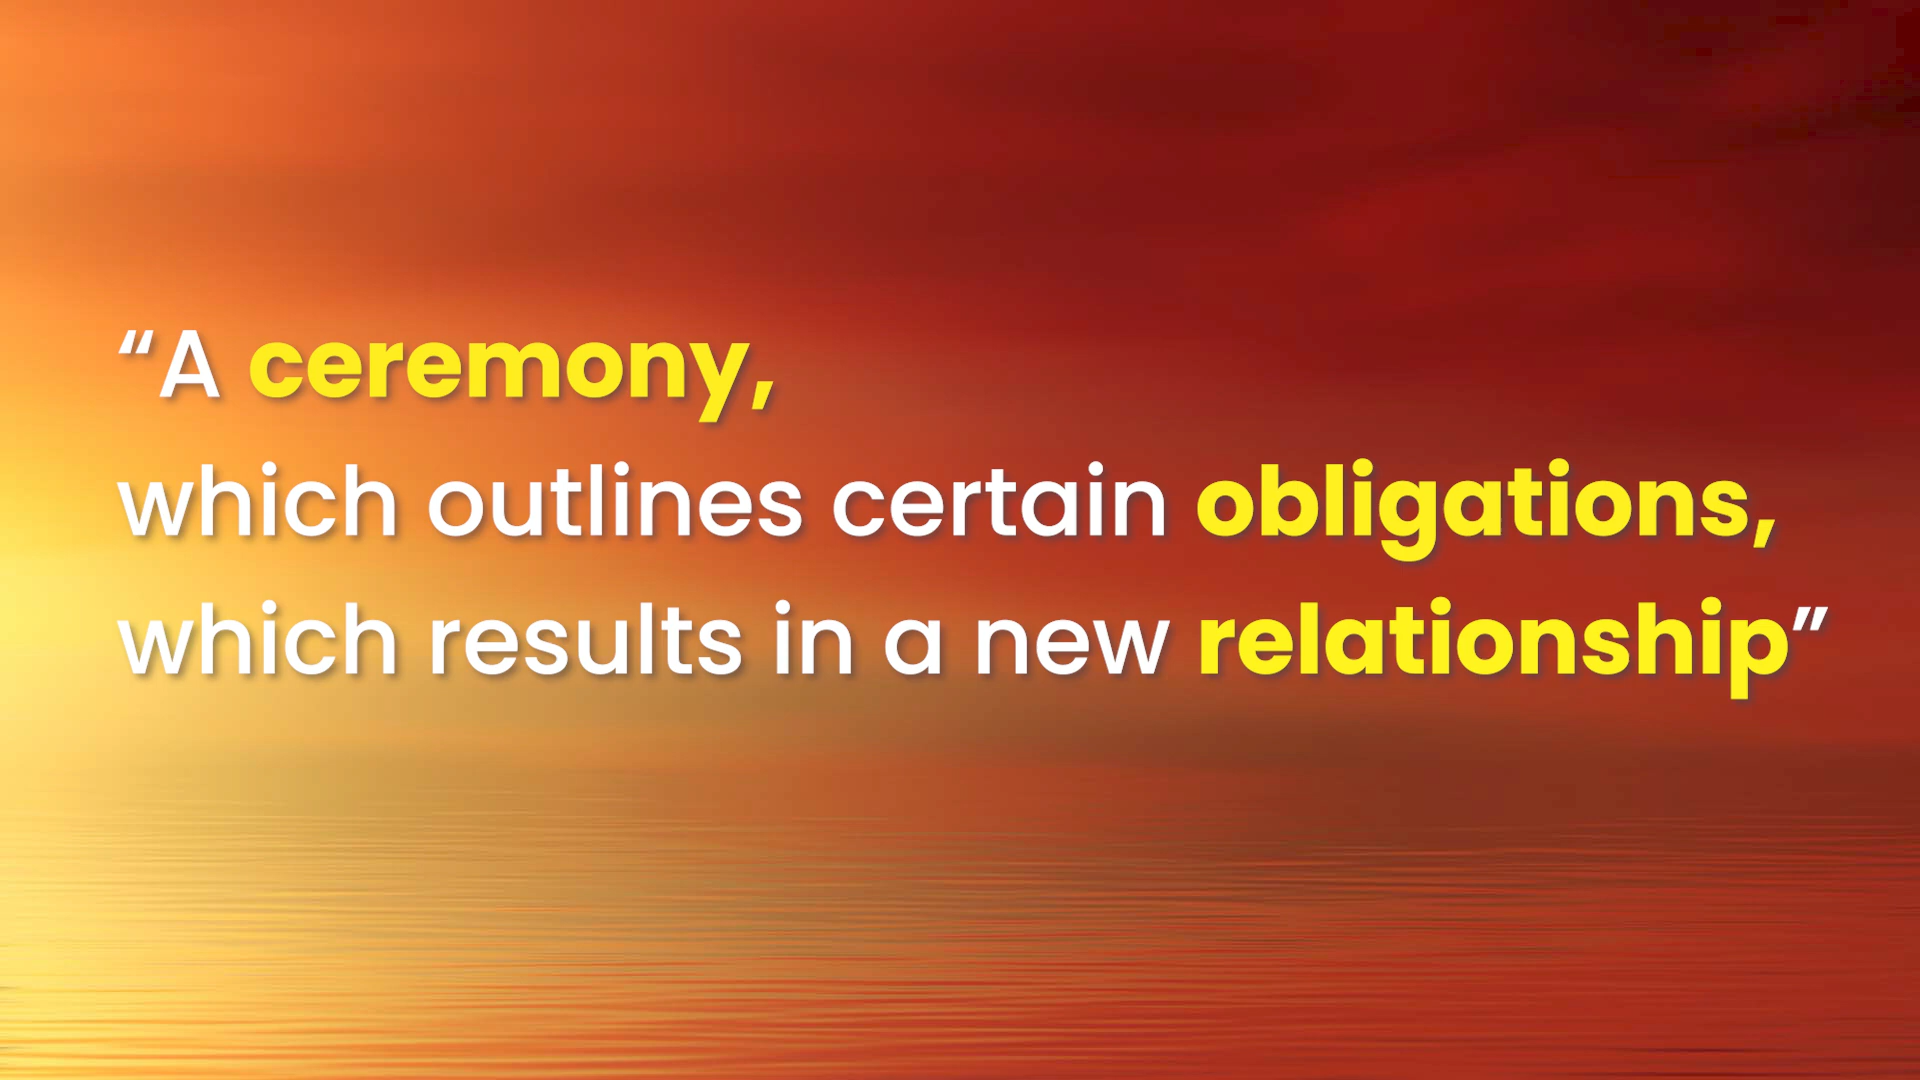 “A ceremony,
which outlines certain obligations,
which results in a new relationship”